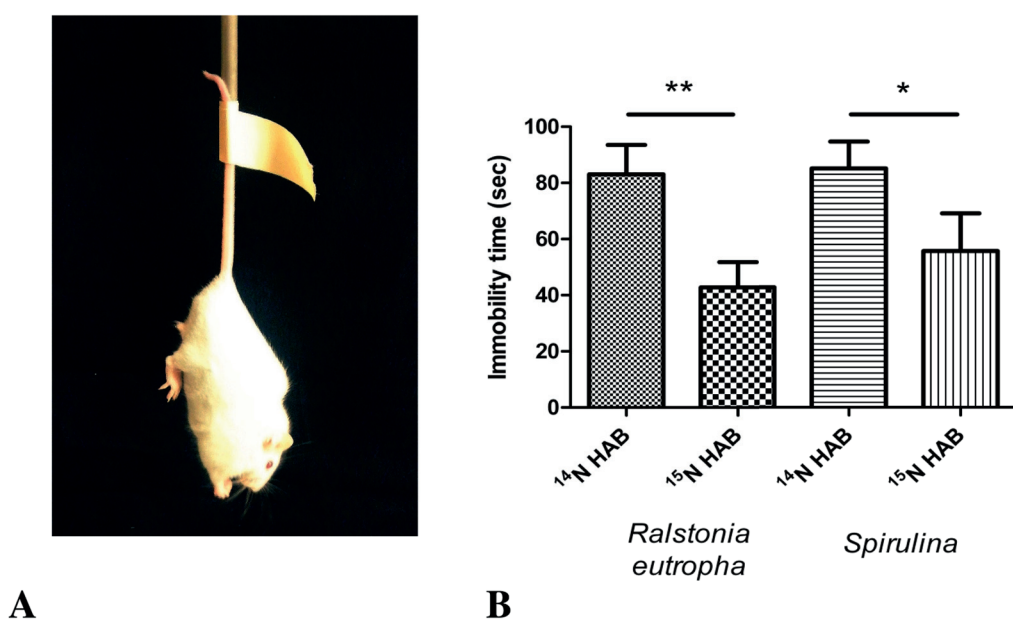 ** *
100
80
60
40
20
0
Immobility time (sec)
¹⁴N HAB
¹⁵N HAB
¹⁴N HAB
¹⁵N HAB
Ralstonia
eutropha
Spirulina
A
B